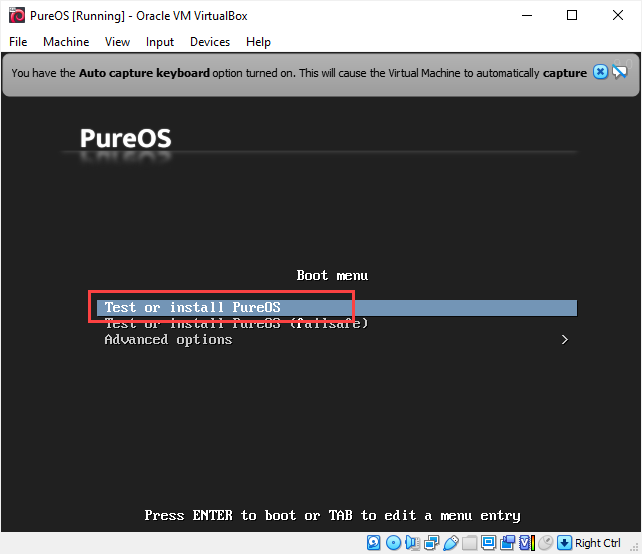 PureOS [Running] - Oracle VM VirtualBox
File Machine View Input Devices Help
You have the Auto capture keyboard option turned on. This will cause the Virtual Machine to automatically capture
PureOS
Boot menu
Test or install PureOS
Test or install PureOS (failsafe)
Advanced options >
Press ENTER to boot or TAB to edit a menu entry
Right Ctrl